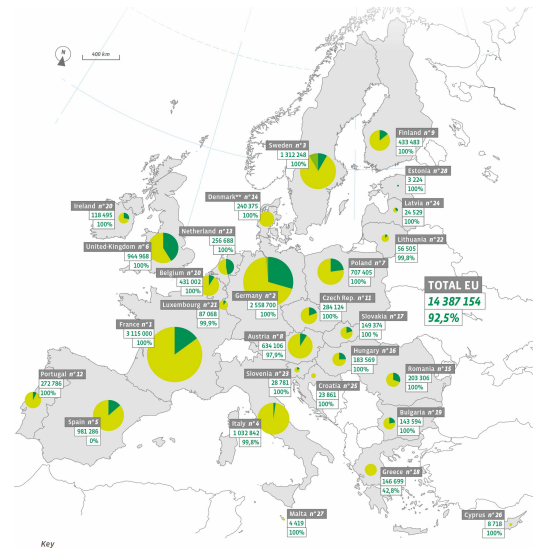 N
400 km
Finland n°9
433 483
100%
Sweden n°3
1 312 248
100%
Estonia n°28
3 224
100%
Denmark** n°14
240 375
100%
Latvia n°24
24 529
100%
Ireland n°20
118 495
100%
Netherland n°13
256 688
100%
Lithuania n°22
56 505
99,8%
United-Kingdom n°6
944 968
100%
Poland n°7
707 405
100%
Belgium n°10
431 002
100%
TOTAL EU
14 387 154
92,5%
Germany n°2
2 558 700
100%
Czech Rep. n°11
284 124
100%
Luxembourg n°21
87 068
99,9%
Slovakia n°17
149 374
100 %
France n°1
3 115 000
100%
Austria n°8
634 106
97,9%
Hungary n°16
183 569
100%
Portugal n°12
272 786
100%
Slovenia n°23
28 781
100%
Romania n°15
203 306
100%
Croatia n°25
23 861
100%
Spain n°5
981 286
0%
Italy n°4
1 032 842
99,8%
Bulgaria n°19
143 594
100%
Greece n°18
146 699
42,8%
Malta n°27
4 419
100%
Cyprus n°26
8 718
100%
Key